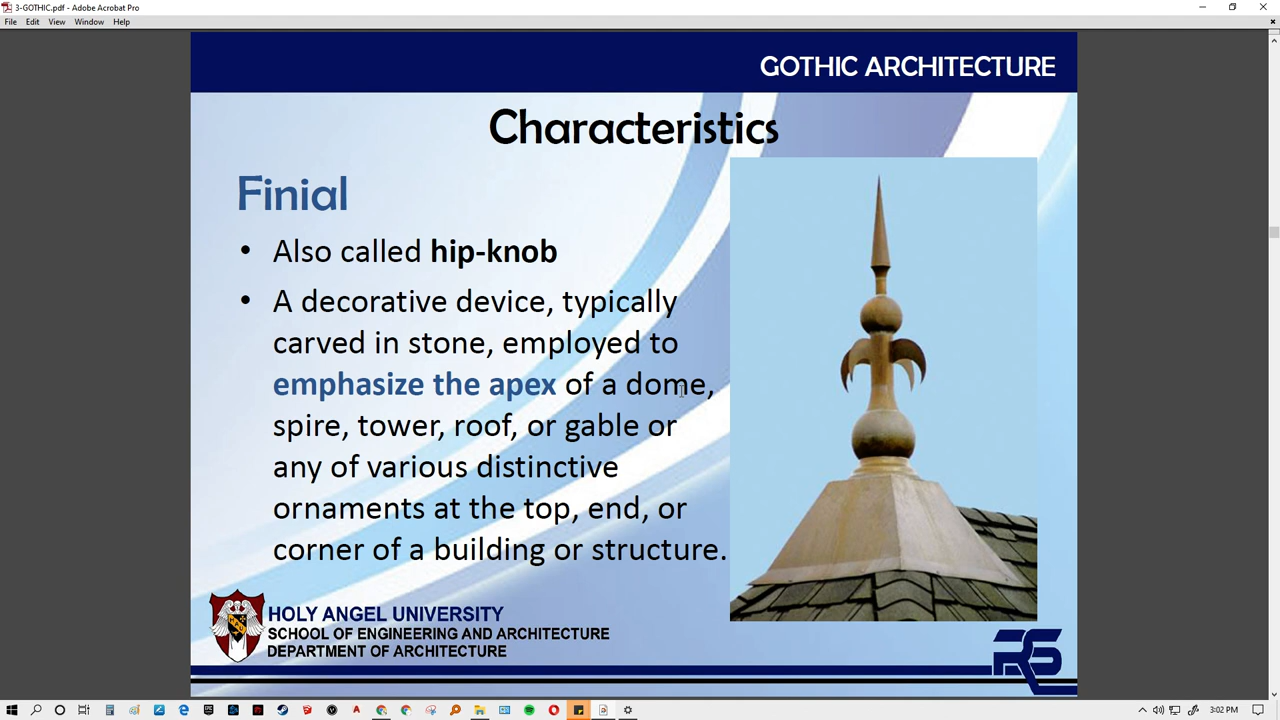 3-GOTHIC.pdf - Adobe Acrobat Pro
File Edit View Window Help
GOTHIC ARCHITECTURE
Characteristics
Finial
• Also called hip-knob
• A decorative device, typically
carved in stone, employed to
emphasize the apex of a dome,
spire, tower, roof, or gable or
any of various distinctive
ornaments at the top, end, or
corner of a building or structure.
HOLY ANGEL UNIVERSITY
SCHOOL OF ENGINEERING AND ARCHITECTURE
DEPARTMENT OF ARCHITECTURE
3:02 PM